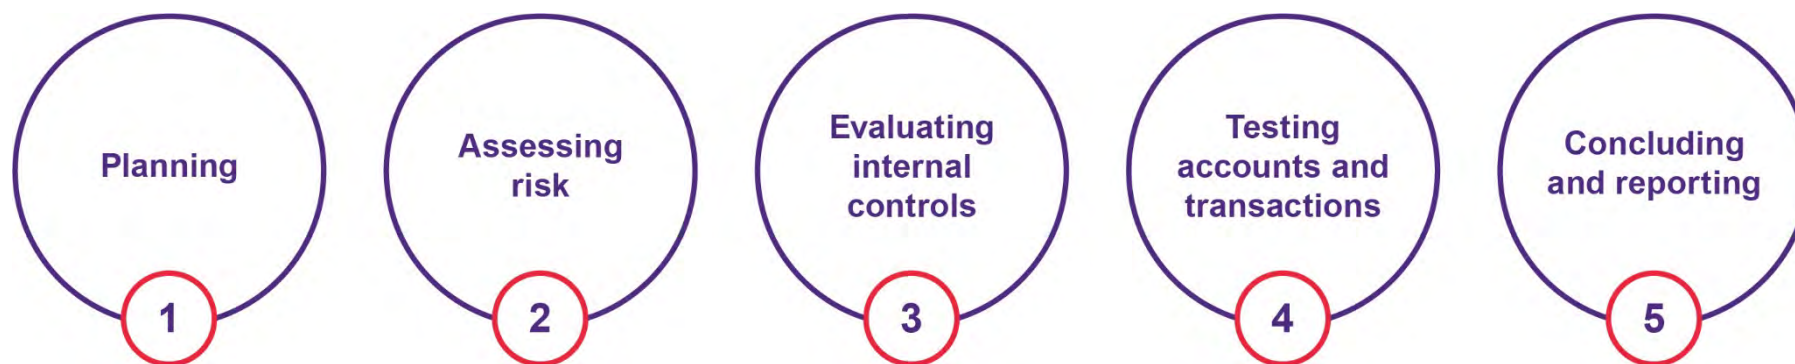 Planning
1
Assessing
risk
2
Evaluating
internal
controls
3
Testing
accounts and
transactions
4
Concluding
and reporting
5